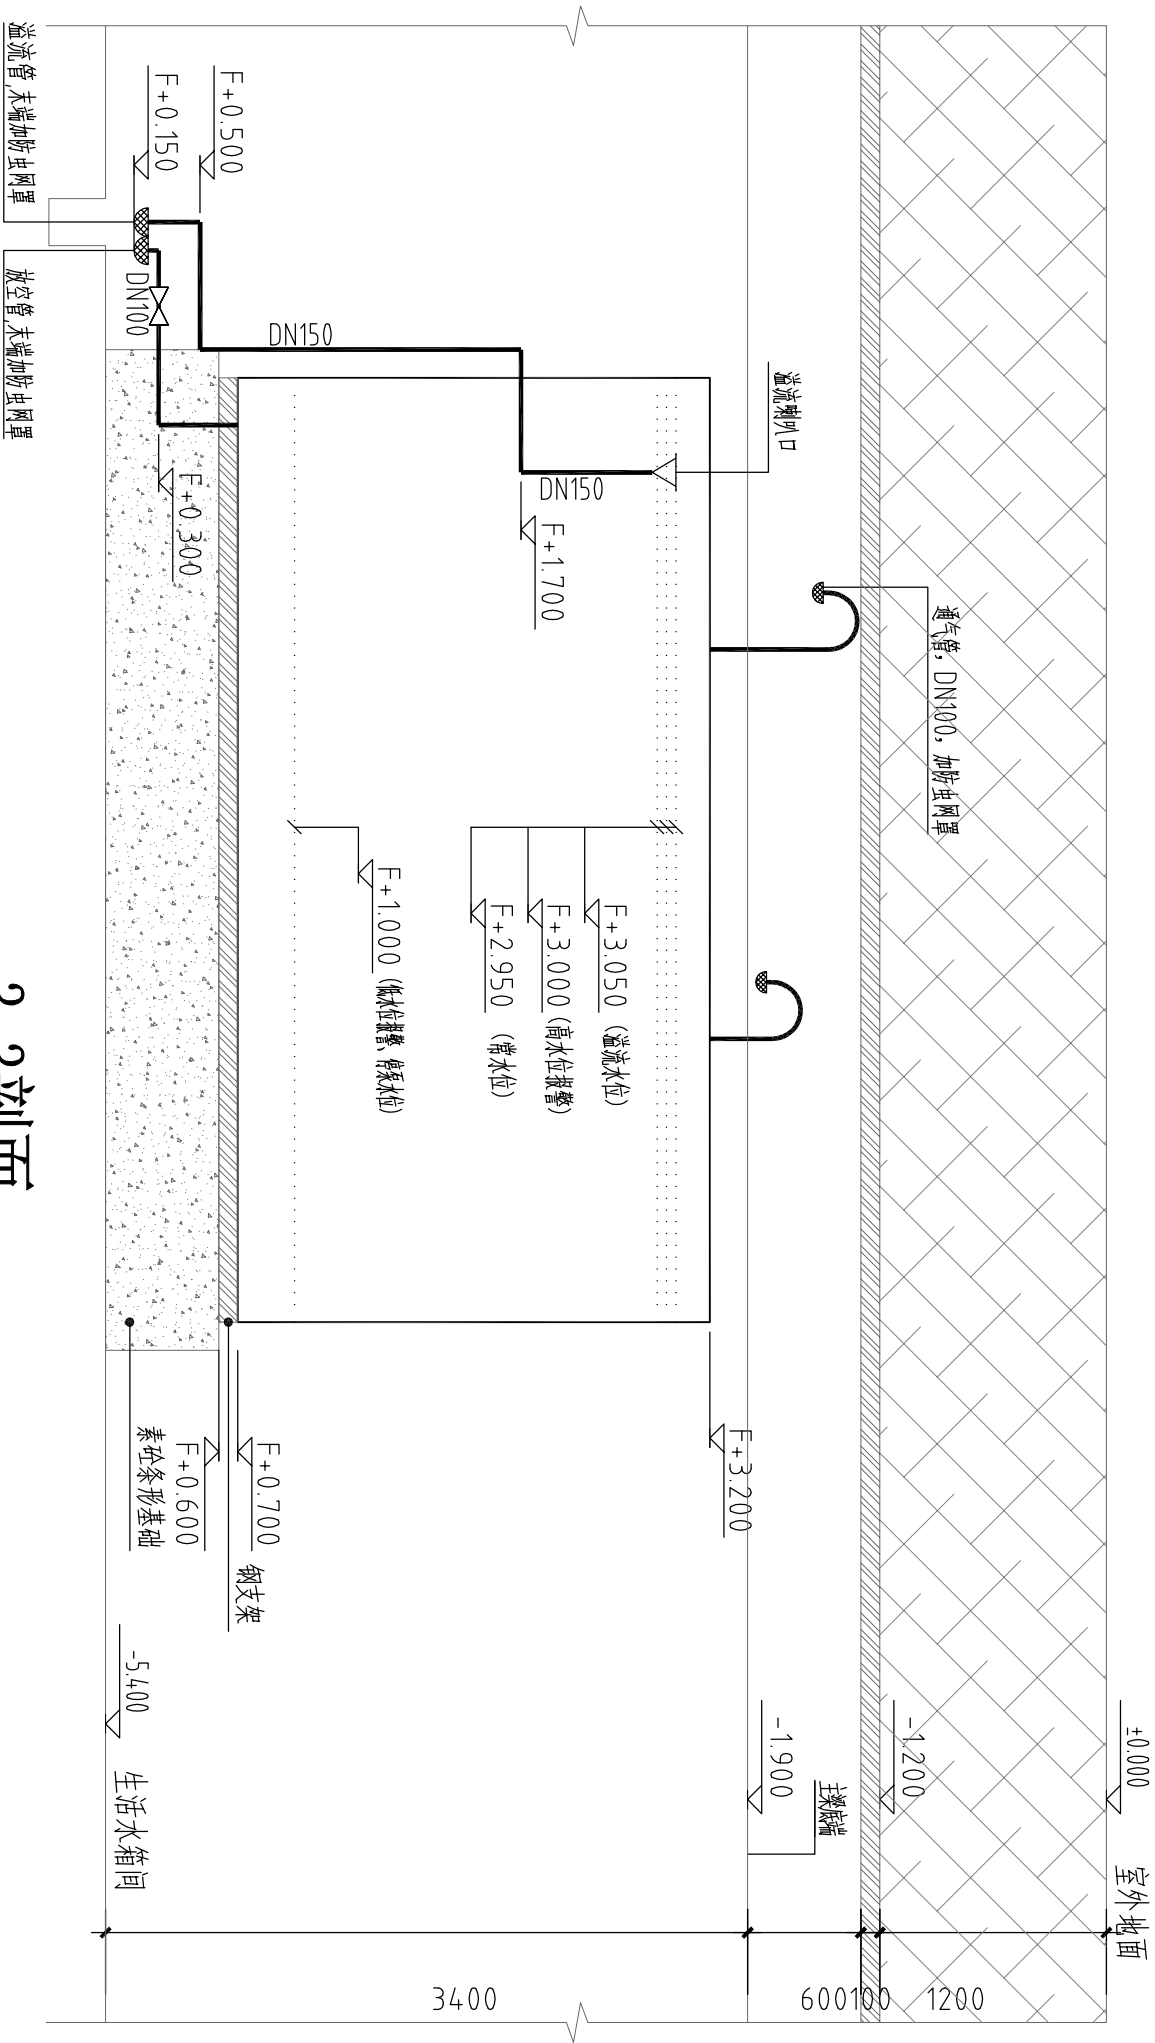 ±0.000
室外地面
-1.200
通气管，DN100，加防虫网罩
主梁底端
-1.900
溢流喇叭口
F+3.200
F+3.050（溢流水位）
F+3.000（高水位报警）
F+2.950（常水位）
DN150
F+1.700
F+1.000（低水位报警、停泵水位）
DN150
F+0.500
F+0.150
DN100
F+0.300
F+0.700
钢支架
F+0.600
素砼条形基础
-5.400
生活水箱间
溢流管,末端加防虫网罩
放空管,末端加防虫网罩
3400
600
100
1200
2-2剖面